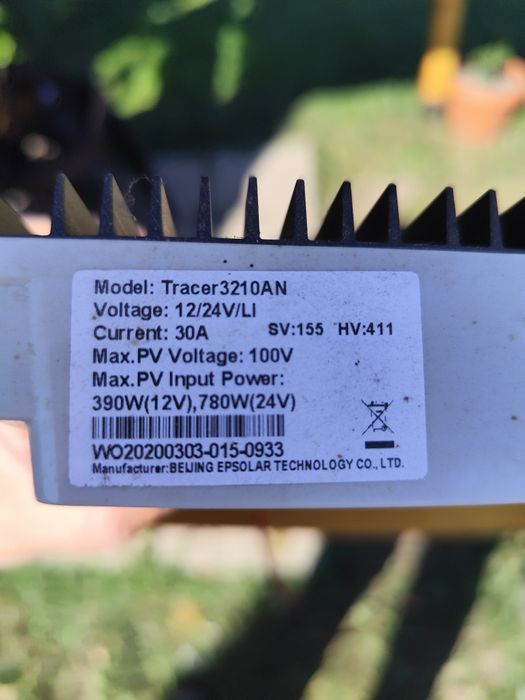 Model: Tracer3210AN
Voltage: 12/24V/LI
Current: 30A SV:155 HV:411
Max.PV Voltage: 100V
Max.PV Input Power:
390W(12V),780W(24V)
WO20200303-015-0933
Manufacturer:BEIJING EPSOLAR TECHNOLOGY CO., LTD.